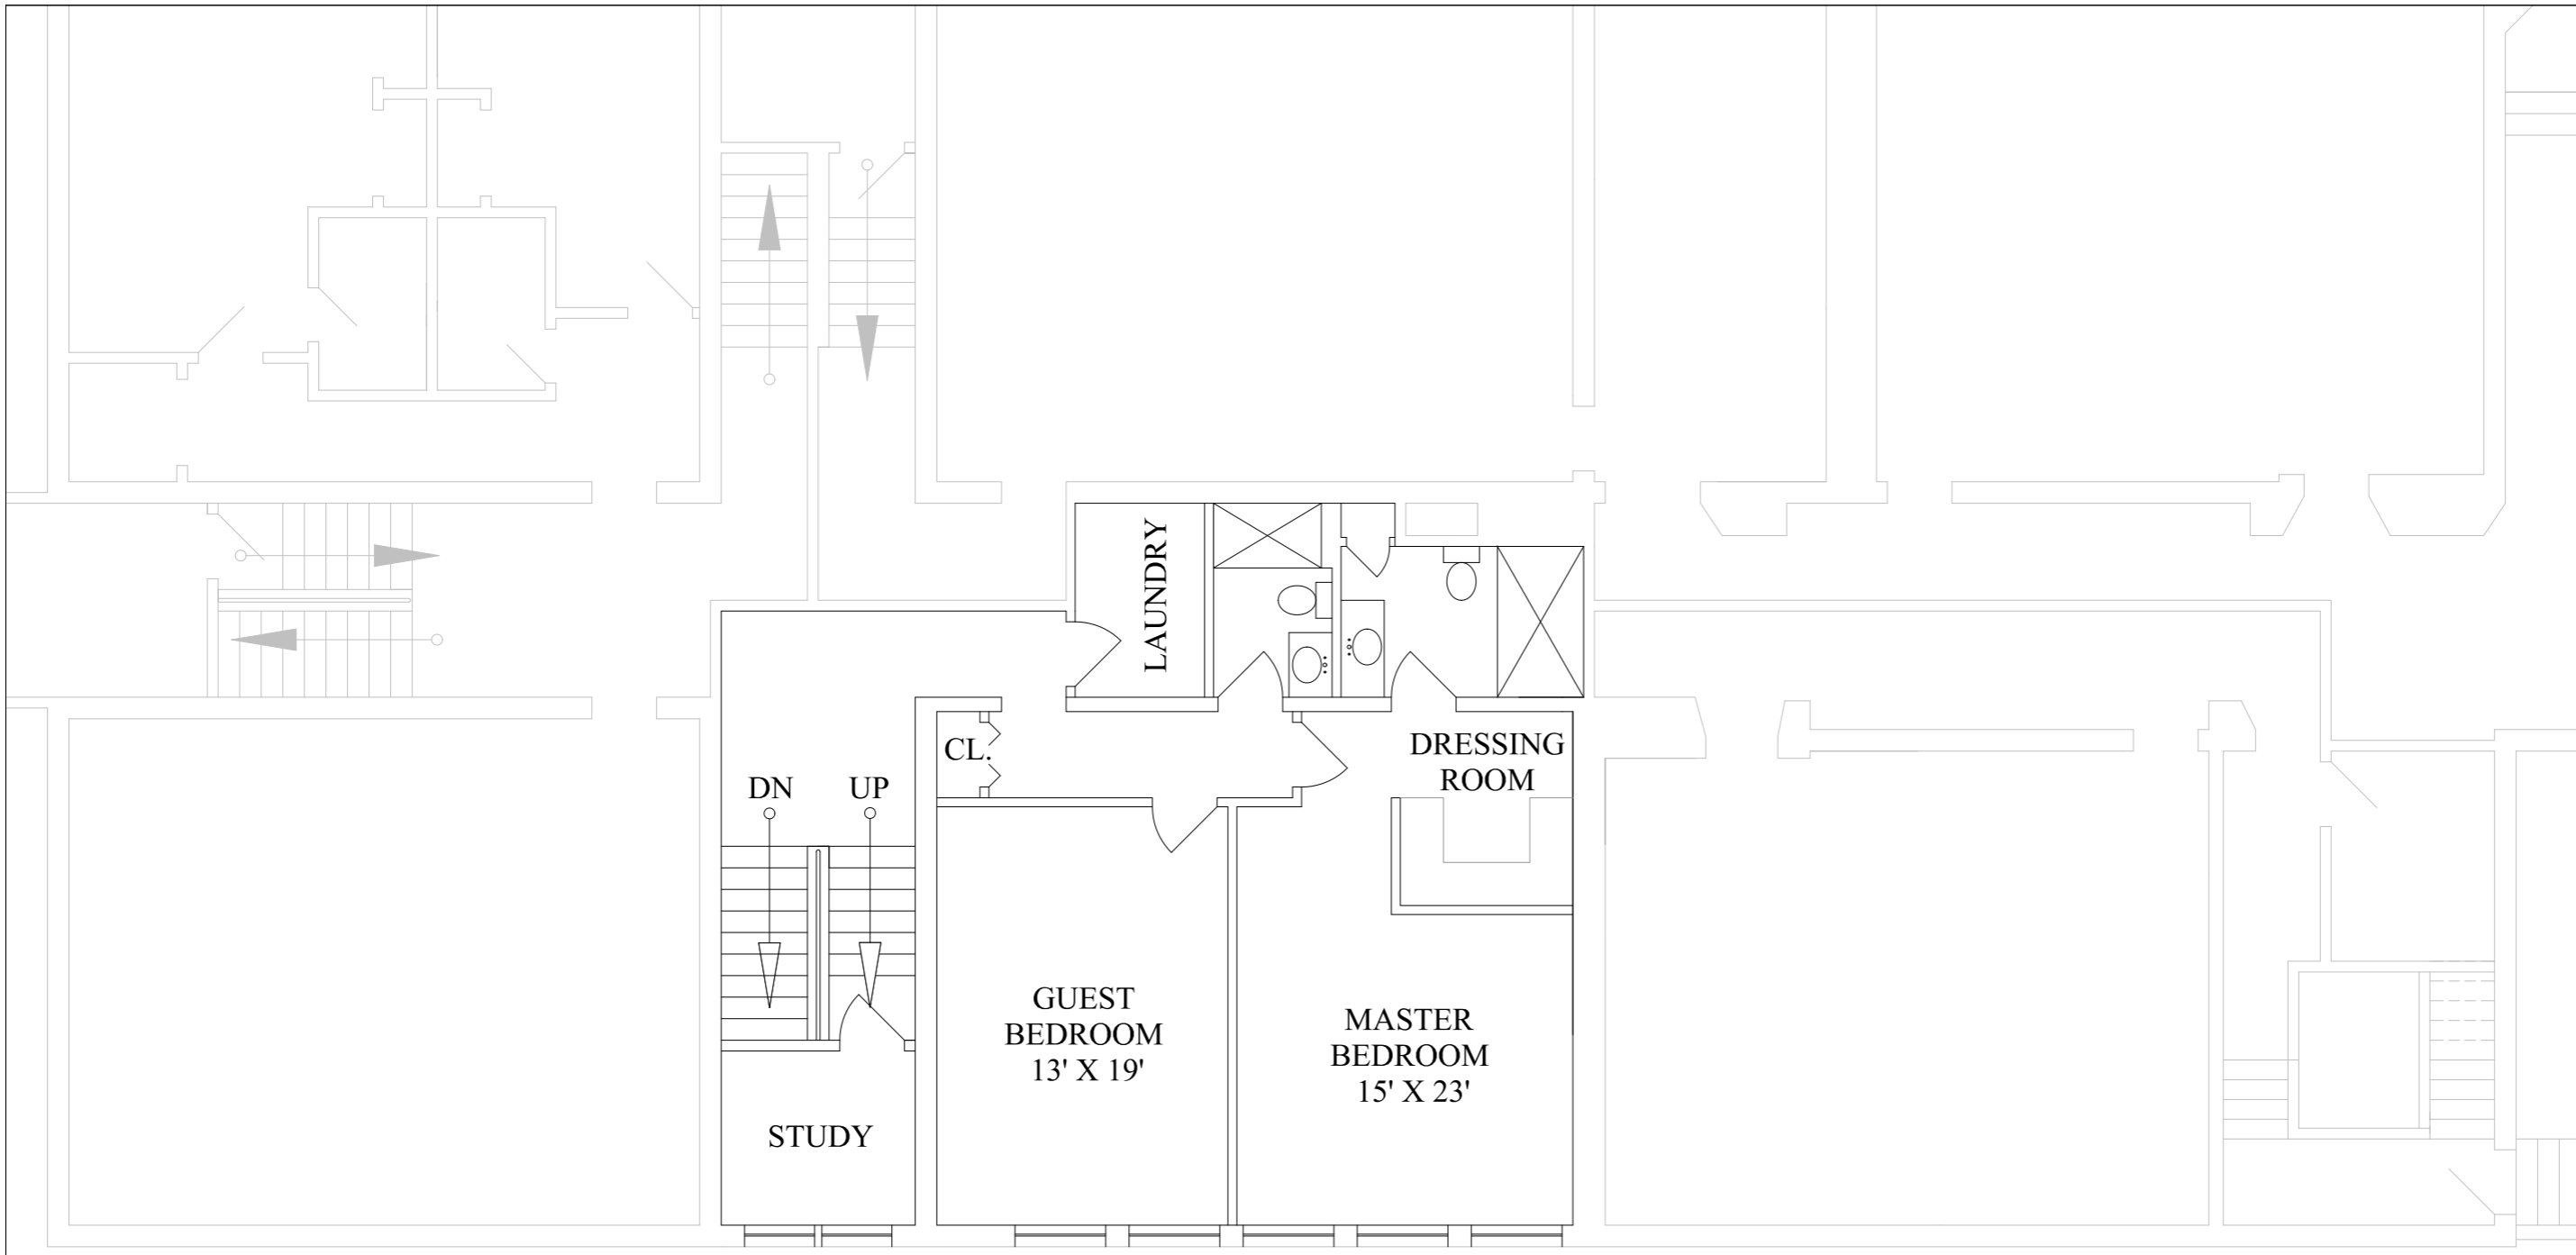 LAUNDRY
CL.
DRESSING
ROOM
DN
UP
GUEST
BEDROOM
13' X 19'
MASTER
BEDROOM
15' X 23'
STUDY